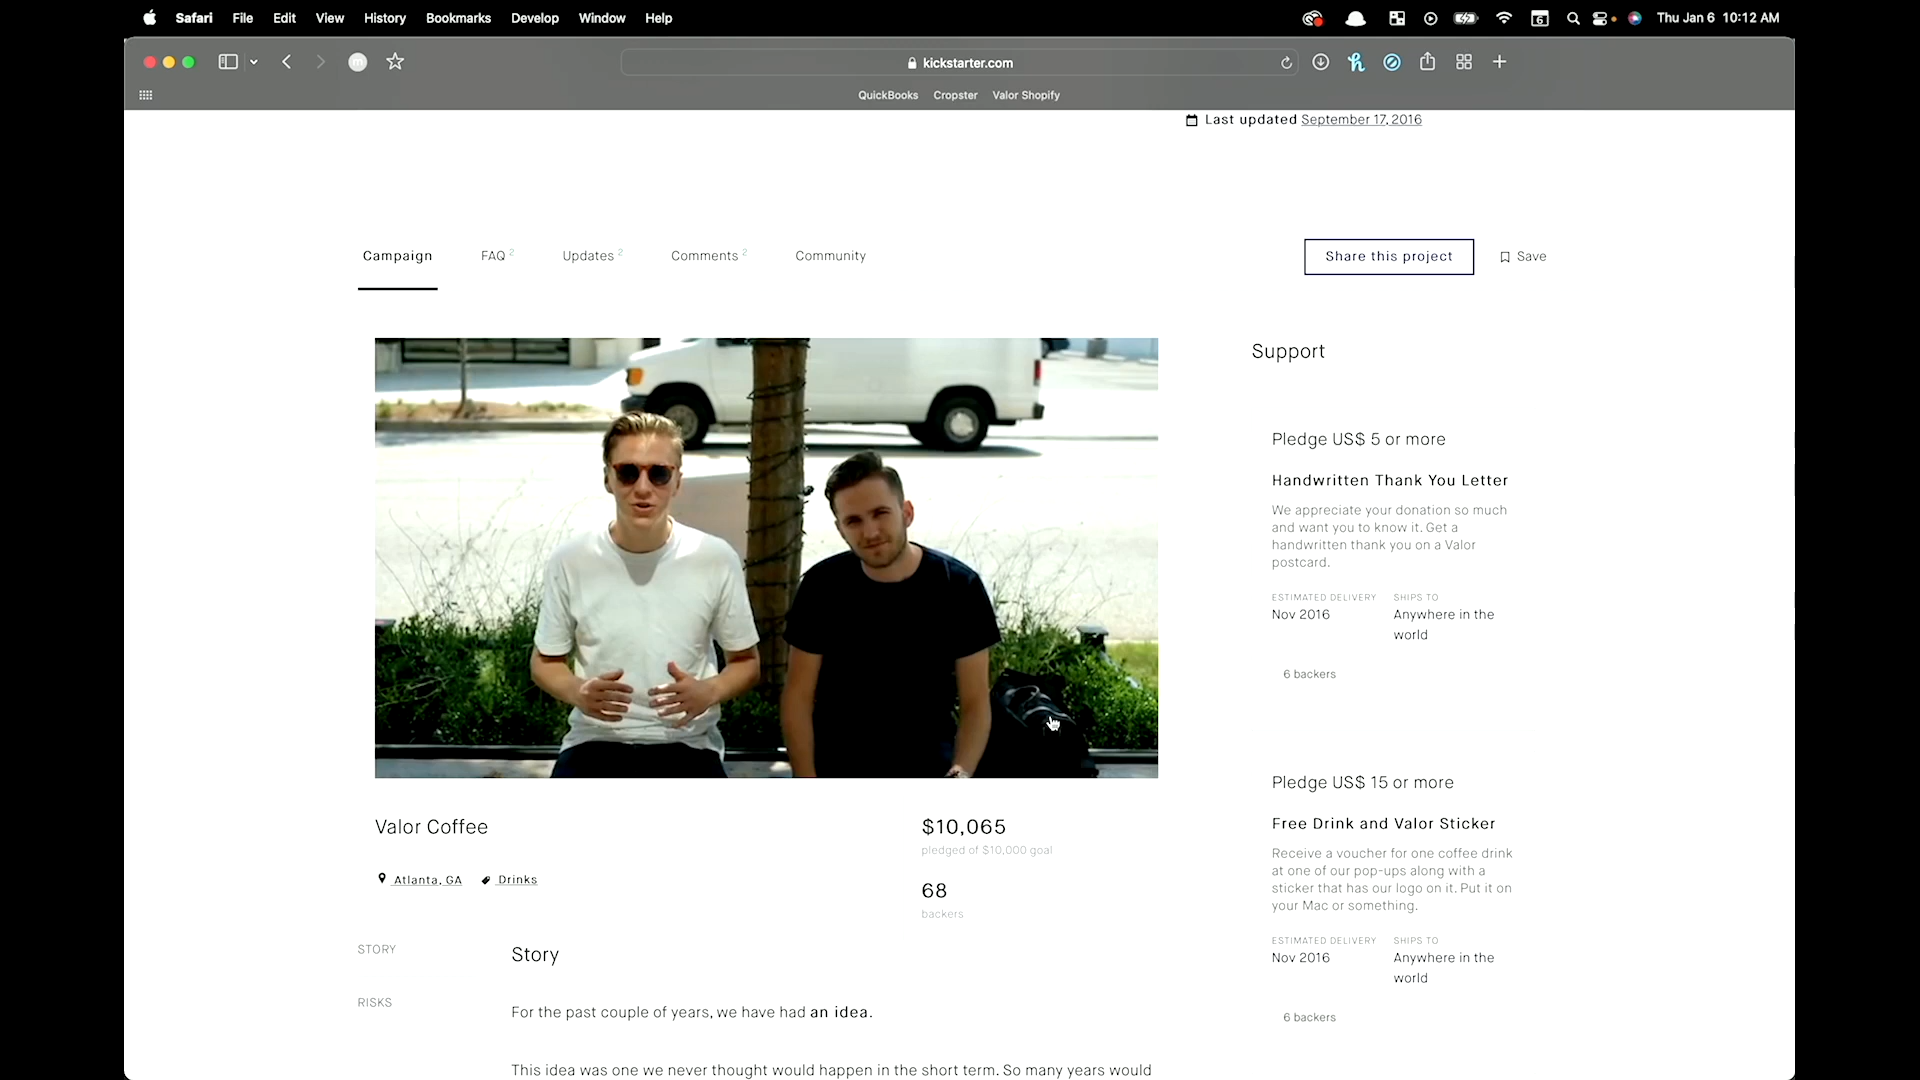 Safari File Edit View History Bookmarks Develop Window Help
6
Thu Jan 6 10:12 AM
m
kickstarter.com
QuickBooks Cropster Valor Shopify
Last updated September 17, 2016
Campaign FAQ 2 Updates 2 Comments 2 Community
Share this project
Save
Support
Pledge US$ 5 or more
Handwritten Thank You Letter
We appreciate your donation so much
and want you to know it. Get a
handwritten thank you on a Valor
postcard.
ESTIMATED DELIVERY SHIPS TO
Nov 2016 Anywhere in the
world
6 backers
Pledge US$ 15 or more
Free Drink and Valor Sticker
Receive a voucher for one coffee drink
at one of our pop-ups along with a
sticker that has our logo on it. Put it on
your Mac or something.
ESTIMATED DELIVERY SHIPS TO
Nov 2016 Anywhere in the
world
6 backers
Valor Coffee
Atlanta, GA Drinks
$10,065
pledged of $10,000 goal
68
backers
STORY
RISKS
Story
For the past couple of years, we have had an idea.
This idea was one we never thought would happen in the short term. So many years would